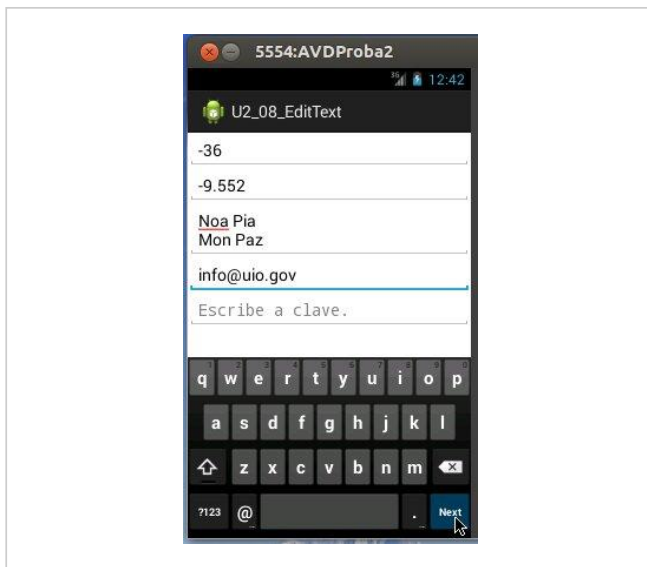 5554:AVDProba2
3G 12:42
U2_08_EditText
-36
-9.552
Noa Pia
Mon Paz
info@uio.gov
Escribe a clave.
q w e r t y u i o p
a s d f g h j k l
z x c v b n m
?123 @ . Next